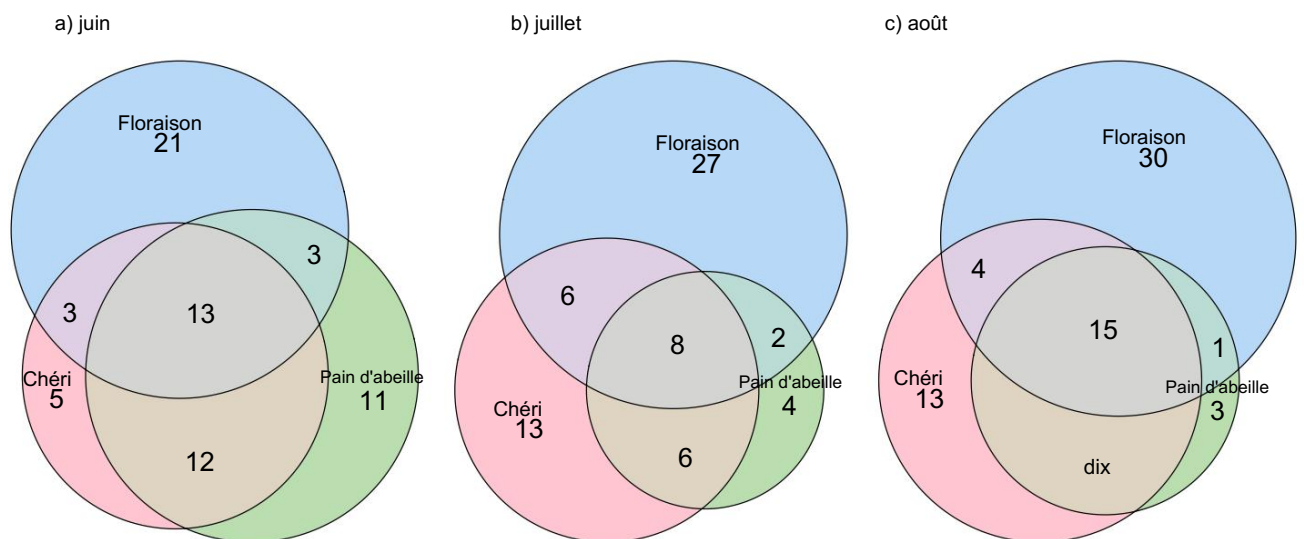 a) juin
Floraison
21
3
3
13
Chéri
5
Pain d'abeille
11
12
b) juillet
Floraison
27
6
8
2
Pain d'abeille
4
Chéri
13
6
c) août
Floraison
30
4
15
1
Chéri
13
Pain d'abeille
3
dix